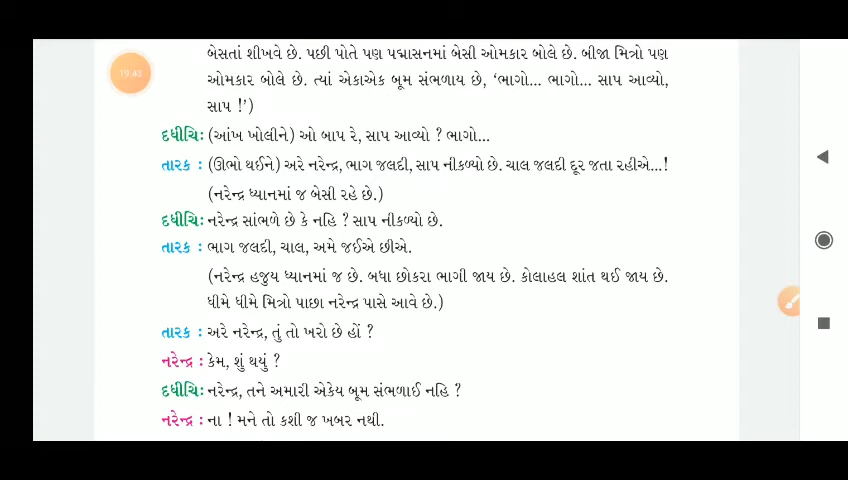 બેસતાં શીખવે છે. પછી પોતે પણ પદ્માસનમાં બેસી ઓમકાર બોલે છે. બીજા મિત્રો પણ
ઓમકાર બોલે છે. ત્યાં એકાએક બૂમ સંભળાય છે, ‘ભાગો... ભાગો... સાપ આવ્યો,
સાપ !’)
દધીચિ: (આંખ ખોલીને) ઓ બાપ રે, સાપ આવ્યો ? ભાગો...
તારક : (ઊભો થઈને) અરે નરેન્દ્ર, ભાગ જલદી, સાપ નીકળ્યો છે. ચાલ જલદી દૂર જતા રહીએ...!
(નરેન્દ્ર ધ્યાનમાં જ બેસી રહે છે.)
દધીચિ: નરેન્દ્ર સાંભળે છે કે નહિ ? સાપ નીકળ્યો છે.
તારક : ભાગ જલદી, ચાલ, અમે જઈએ છીએ.
(નરેન્દ્ર હજુય ધ્યાનમાં જ છે. બધા છોકરા ભાગી જાય છે. કોલાહલ શાંત થઈ જાય છે.
ધીમે ધીમે મિત્રો પાછા નરેન્દ્ર પાસે આવે છે.)
તારક : અરે નરેન્દ્ર, તું તો ખરો છે હોં ?
નરેન્દ્ર : કેમ, શું થયું ?
દધીચિ: નરેન્દ્ર, તને અમારી એકેય બૂમ સંભળાઈ નહિ ?
નરેન્દ્ર : ના ! મને તો કશી જ ખબર નથી.
19:43